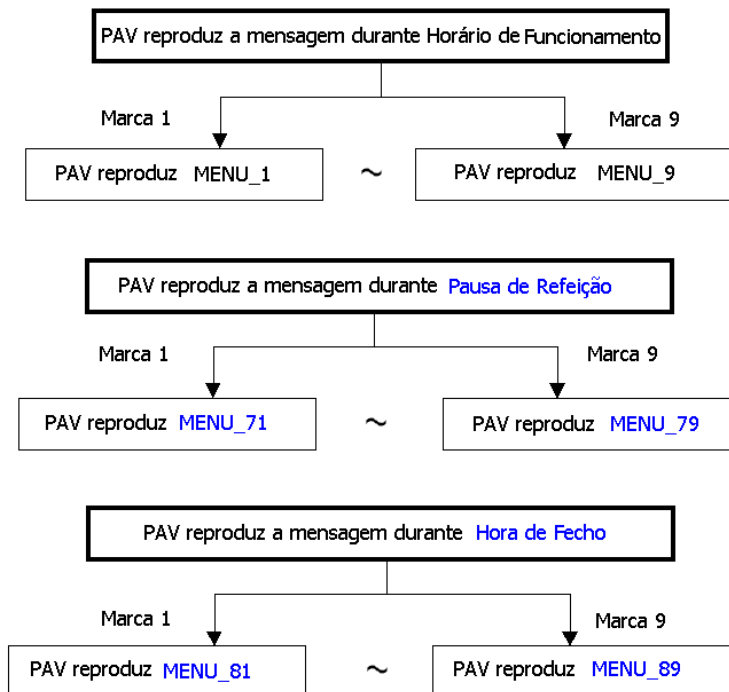 PAV reproduz a mensagem durante Horário de Funcionamento
Marca 1
Marca 9
PAV reproduz MENU_1
~
PAV reproduz MENU_9
PAV reproduz a mensagem durante Pausa de Refeição
Marca 1
Marca 9
PAV reproduz MENU_71
~
PAV reproduz MENU_79
PAV reproduz a mensagem durante Hora de Fecho
Marca 1
Marca 9
PAV reproduz MENU_81
~
PAV reproduz MENU_89